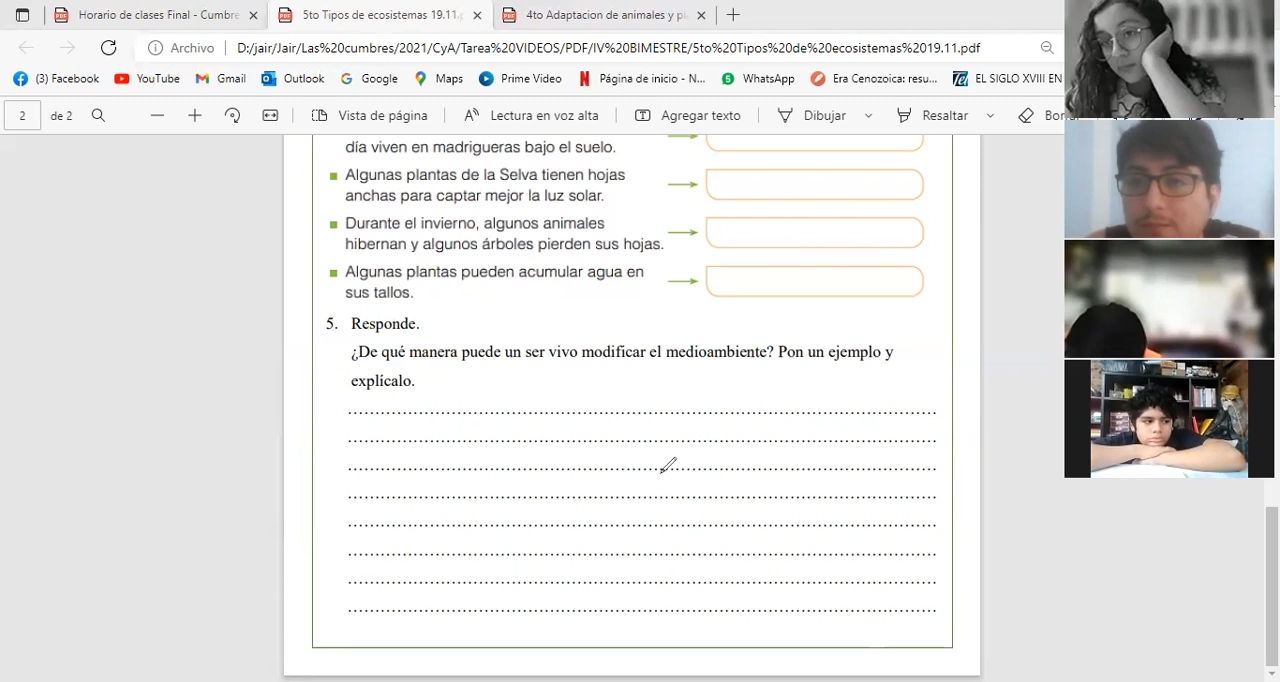 Horario de clases Final - Cumbre
5to Tipos de ecosistemas 19.11.
4to Adaptacion de animales y pl
Archivo
D:/jair/Jair/Las%20cumbres/2021/CyA/Tarea%20VIDEOS/PDF/IV%20BIMESTRE/5to%20Tipos%20de%20ecosistemas%2019.11.pdf
(3) Facebook
YouTube
Gmail
Outlook
Google
Maps
Prime Video
Página de inicio - N...
WhatsApp
Era Cenozoica: resu...
EL SIGLO XVIII EN
2
de 2
Vista de página
Lectura en voz alta
Agregar texto
Dibujar
Resaltar
día viven en madrigueras bajo el suelo.
Algunas plantas de la Selva tienen hojas
anchas para captar mejor la luz solar.
Durante el invierno, algunos animales
hibernan y algunos árboles pierden sus hojas.
Algunas plantas pueden acumular agua en
sus tallos.
5. Responde.
¿De qué manera puede un ser vivo modificar el medioambiente? Pon un ejemplo y
explícalo.